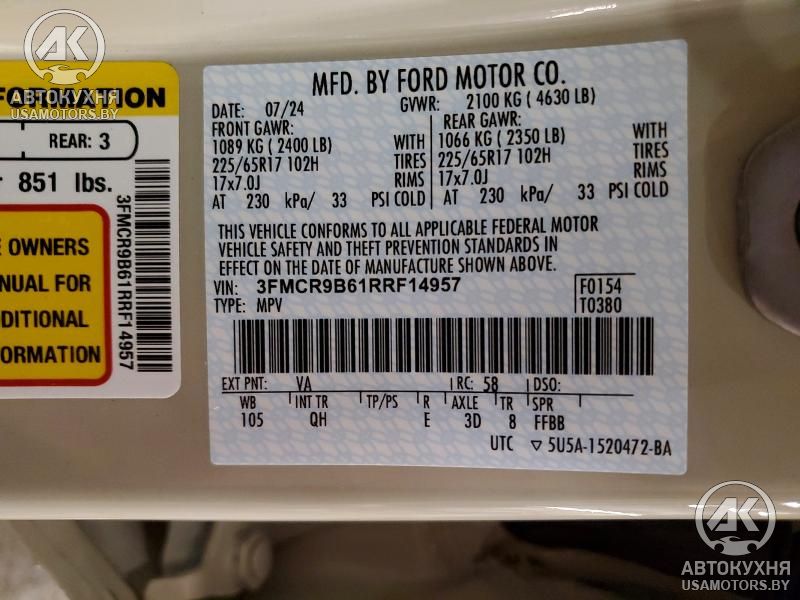 AK
АВТОКУХНЯ
USAMOTORS.BY
FORMATION
REAR: 3
851 lbs.
OWNERS
MANUAL FOR
ADDITIONAL
INFORMATION
3FMCR9B61RRF14957
MFD. BY FORD MOTOR CO.
DATE: 07/24 GVWR: 2100 KG ( 4630 LB)
FRONT GAWR: REAR GAWR:
1089 KG ( 2400 LB) WITH 1066 KG ( 2350 LB) WITH
225/65R17 102H TIRES 225/65R17 102H TIRES
17x7.0J RIMS 17x7.0J RIMS
AT 230 kPa/ 33 PSI COLD AT 230 kPa/ 33 PSI COLD
THIS VEHICLE CONFORMS TO ALL APPLICABLE FEDERAL MOTOR
VEHICLE SAFETY AND THEFT PREVENTION STANDARDS IN
EFFECT ON THE DATE OF MANUFACTURE SHOWN ABOVE.
VIN: 3FMCR9B61RRF14957 F0154
TYPE: MPV T0380
EXT PNT: VA RC: 58 DSO:
WB INT TR TP/PS R AXLE TR SPR
105 QH E 3D 8 FFBB
UTC ▽ 5U5A-1520472-BA
AK
АВТОКУХНЯ
USAMOTORS.BY